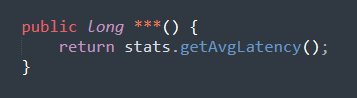 public long ***() {
    return stats.getAvgLatency();
}